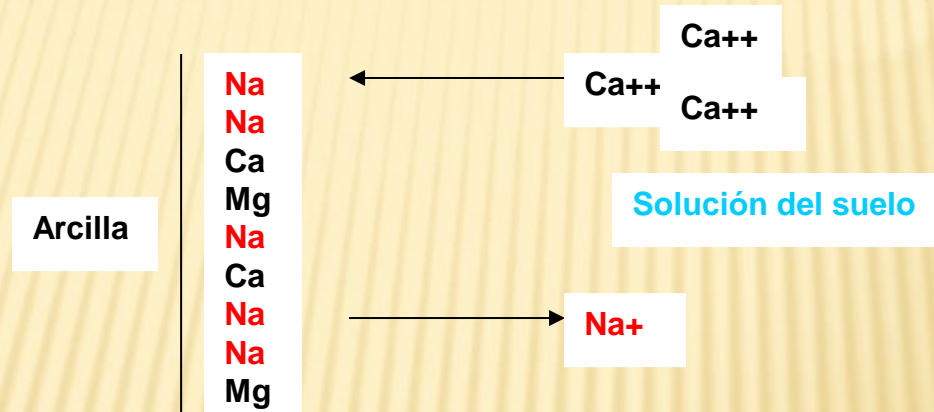 Arcilla
Na
Na
Ca
Mg
Na
Ca
Na
Na
Mg
Ca++
Ca++
Ca++
Solución del suelo
Na+